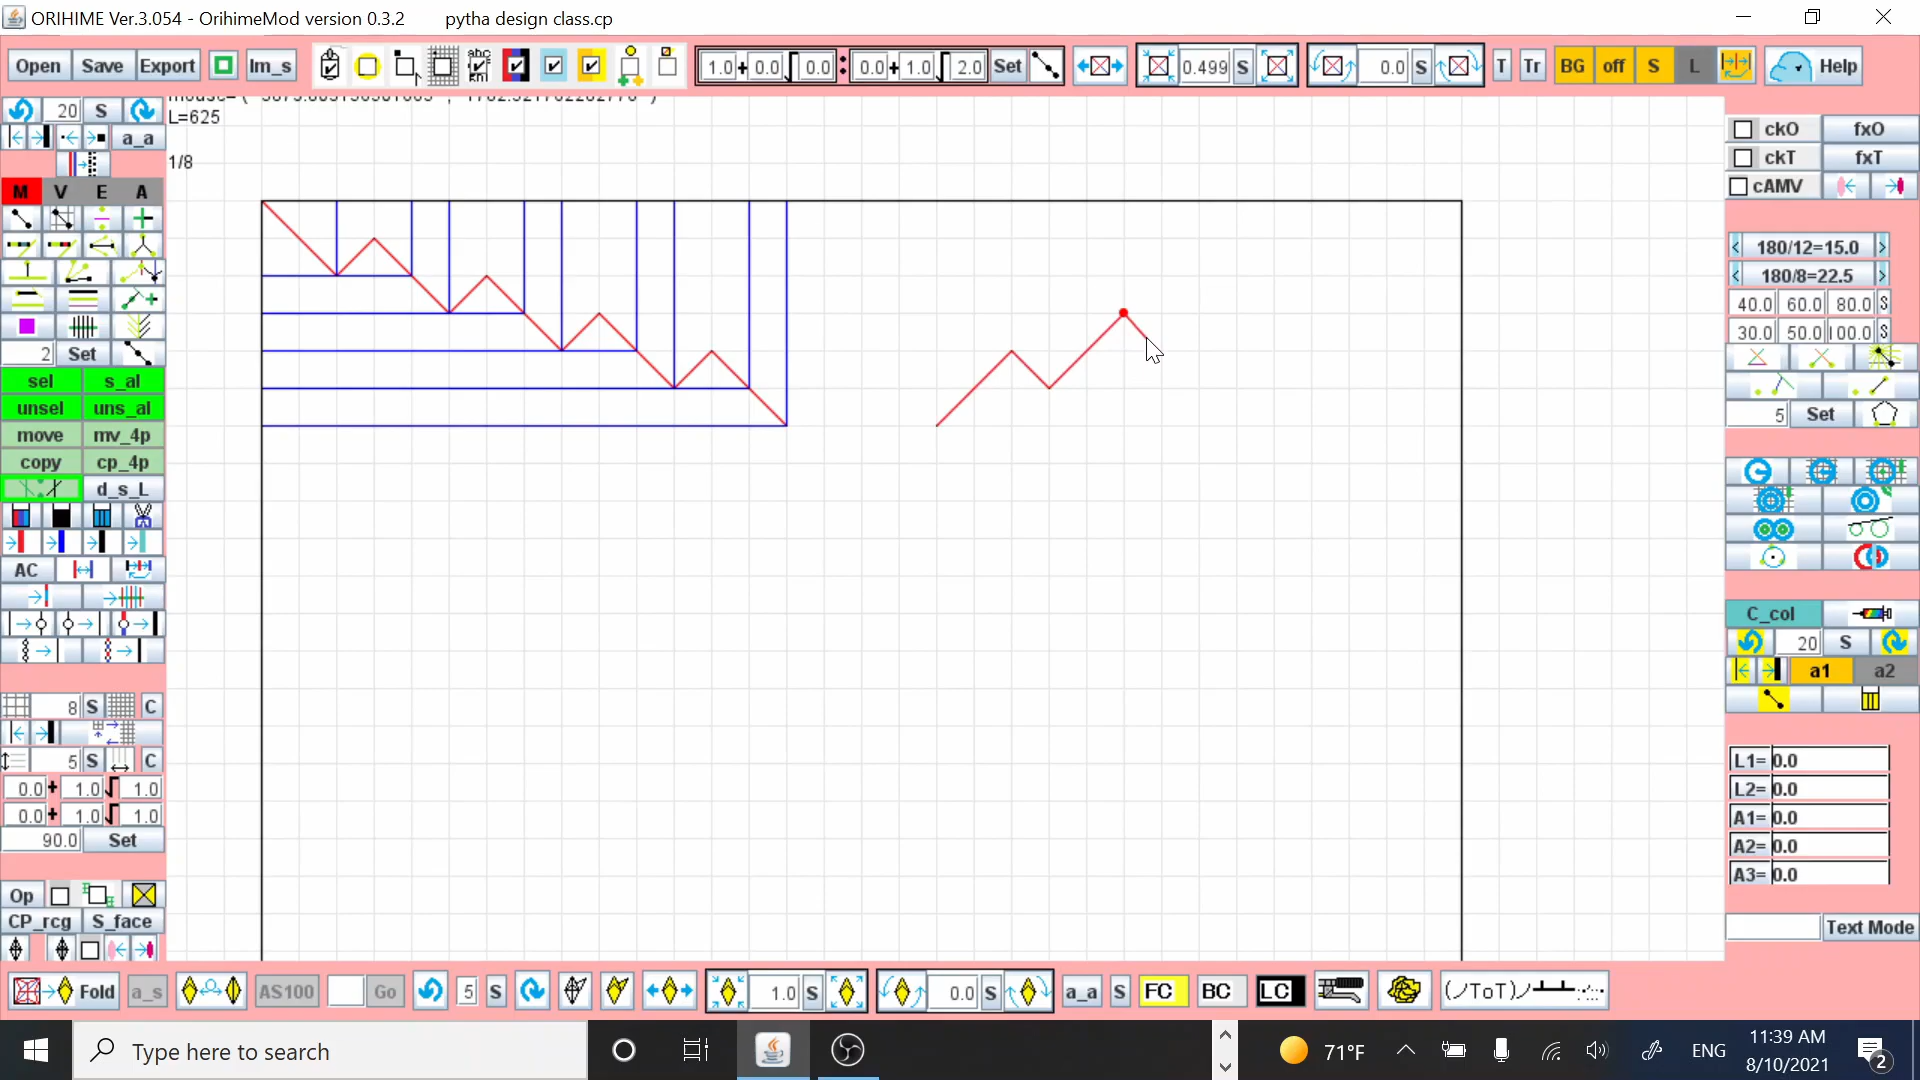 ORIHIME Ver.3.054 - OrihimeMod version 0.3.2 pytha design class.cp
Open Save Export Im_s 1.0+ 0.0 0.0 : 0.0+ 1.0 2.0 Set 0.499 S 0.0 S T Tr BG off S L Help
20 S
L=625
a_a
1/8
M V E A
2 Set
sel s_al
unsel uns_al
move mv_4p
copy cp_4p
d_s_L
AC
8 S C
5 S C
0.0+ 1.0 1.0
0.0+ 1.0 1.0
90.0 Set
Op
CP_rcg S_face
ckO fxO
ckT fxT
cAMV
< 180/12=15.0 >
< 180/8=22.5 >
40.0 60.0 80.0 S
30.0 50.0 S
5 Set
C_col
20 S
a1 a2
L1= 0.0
L2= 0.0
A1= 0.0
A2= 0.0
A3= 0.0
Text Mode
Fold a_s AS100 Go 5 S 1.0 S 0.0 S a_a S FC BC LC (ノToT)ノ
Type here to search
71°F
ENG
11:39 AM
8/10/2021
2